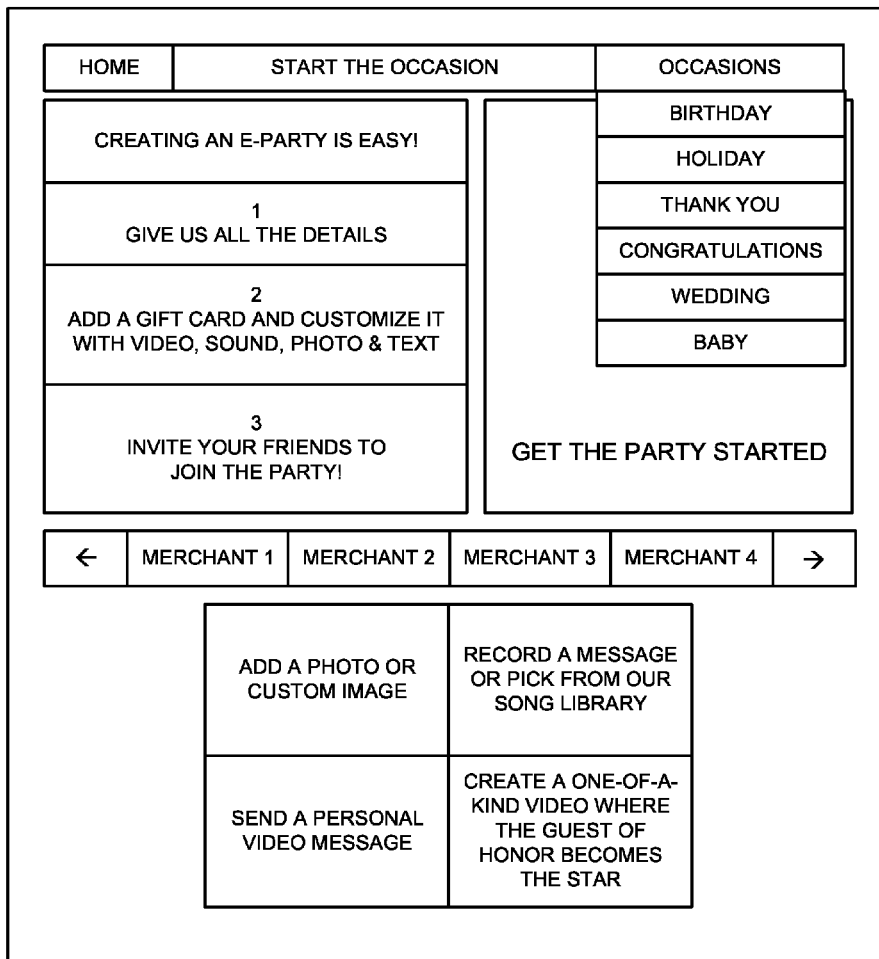 HOME
START THE OCCASION
OCCASIONS
BIRTHDAY
HOLIDAY
THANK YOU
CONGRATULATIONS
WEDDING
BABY
CREATING AN E-PARTY IS EASY!
1
GIVE US ALL THE DETAILS
2
ADD A GIFT CARD AND CUSTOMIZE IT
WITH VIDEO, SOUND, PHOTO & TEXT
3
INVITE YOUR FRIENDS TO
JOIN THE PARTY!
GET THE PARTY STARTED
←
MERCHANT 1
MERCHANT 2
MERCHANT 3
MERCHANT 4
→
ADD A PHOTO OR
CUSTOM IMAGE
RECORD A MESSAGE
OR PICK FROM OUR
SONG LIBRARY
SEND A PERSONAL
VIDEO MESSAGE
CREATE A ONE-OF-A-
KIND VIDEO WHERE
THE GUEST OF
HONOR BECOMES
THE STAR